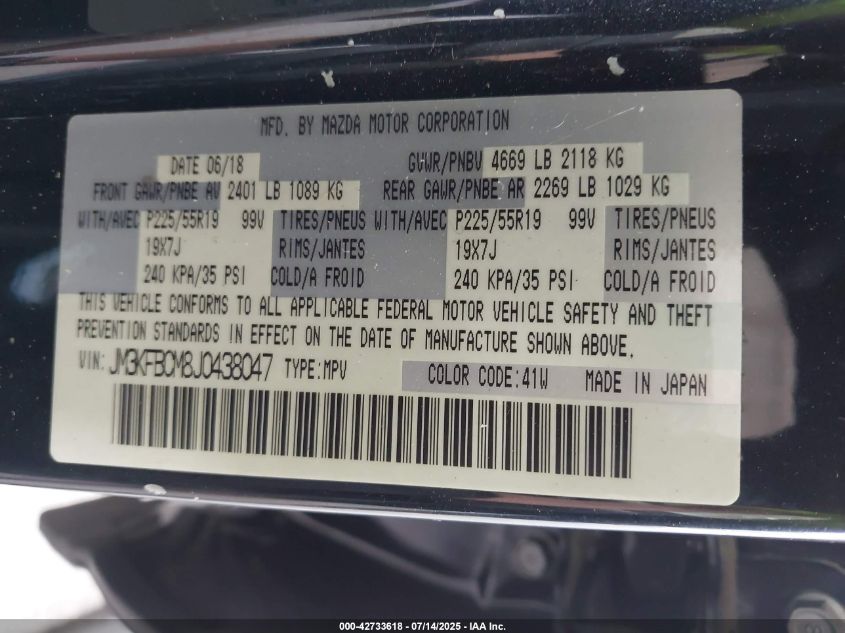 MFD. BY MAZDA MOTOR CORPORATION
DATE 06/18 GVWR/PNBV 4669 LB 2118 KG
FRONT GAWR/PNBE AV 2401 LB 1089 KG REAR GAWR/PNBE AR 2269 LB 1029 KG
WITH/AVEC P225/55R19 99V TIRES/PNEUS WITH/AVEC P225/55R19 99V TIRES/PNEUS
19X7J RIMS/JANTES 19X7J RIMS/JANTES
240 KPA/35 PSI COLD/A FROID 240 KPA/35 PSI COLD/A FROID
THIS VEHICLE CONFORMS TO ALL APPLICABLE FEDERAL MOTOR VEHICLE SAFETY AND THEFT
PREVENTION STANDARDS IN EFFECT ON THE DATE OF MANUFACTURE SHOWN ABOVE.
VIN: JM3KFBCM8J0438047 TYPE:MPV COLOR CODE:41W MADE IN JAPAN
000-42733618 - 07/14/2025 - IAA Inc.